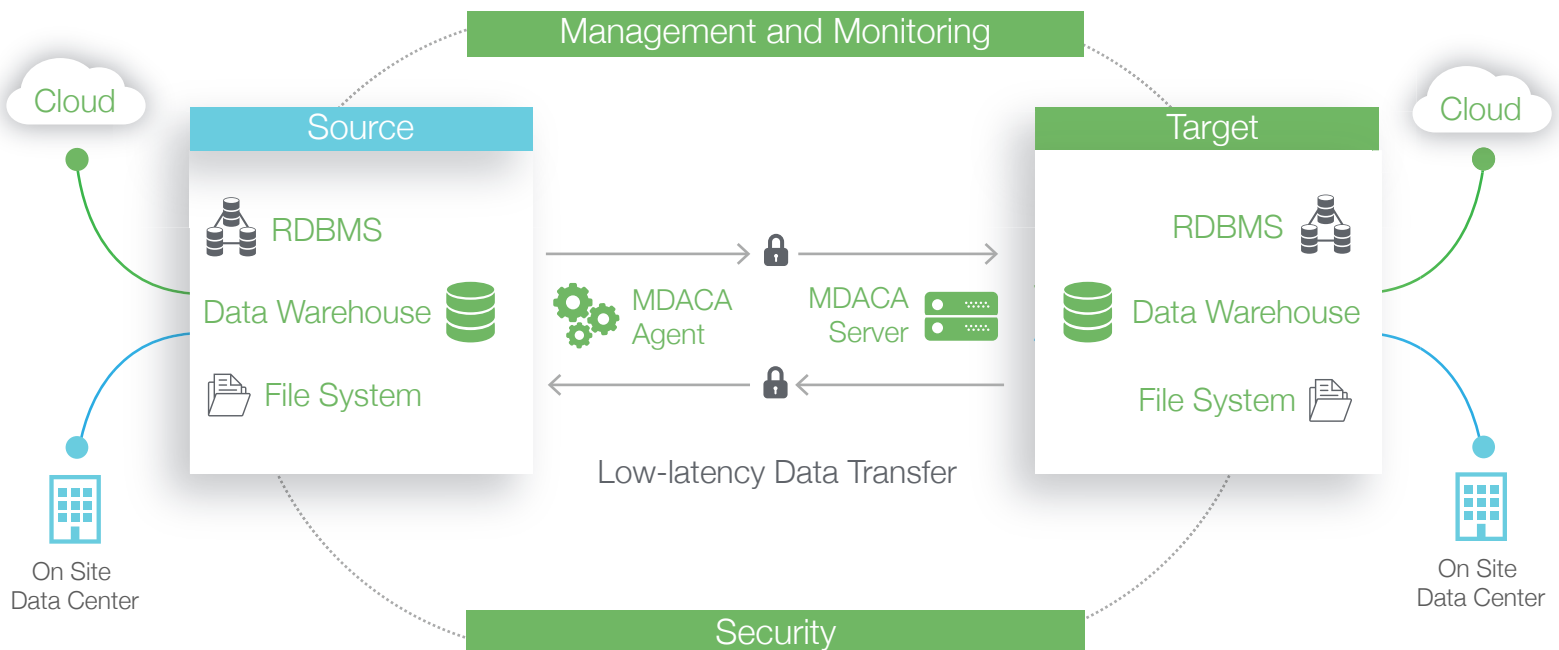 Management and Monitoring
Cloud
Source
RDBMS
Data Warehouse
File System
On Site
Data Center
MDACA
Agent
MDACA
Server
Low-latency Data Transfer
Target
RDBMS
Data Warehouse
File System
Cloud
On Site
Data Center
Security